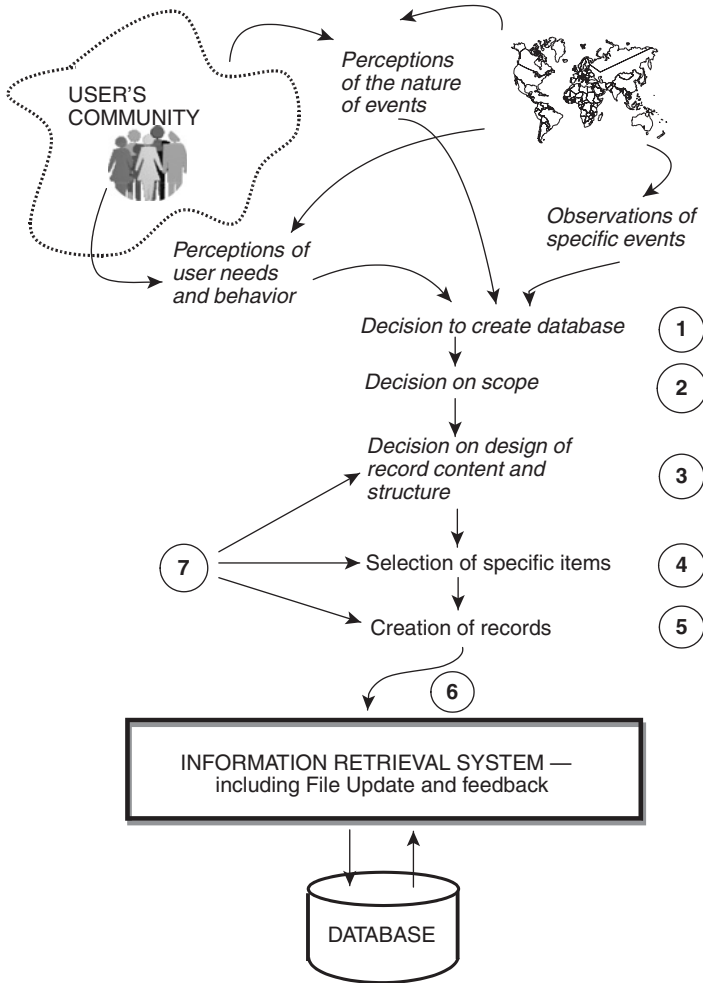 Perceptions
of the nature
of events
USER'S
COMMUNITY
Observations of
specific events
Perceptions of
user needs
and behavior
Decision to create database
1
Decision on scope
2
Decision on design of
record content and
structure
3
7
Selection of specific items
4
Creation of records
5
6
INFORMATION RETRIEVAL SYSTEM —
including File Update and feedback
DATABASE